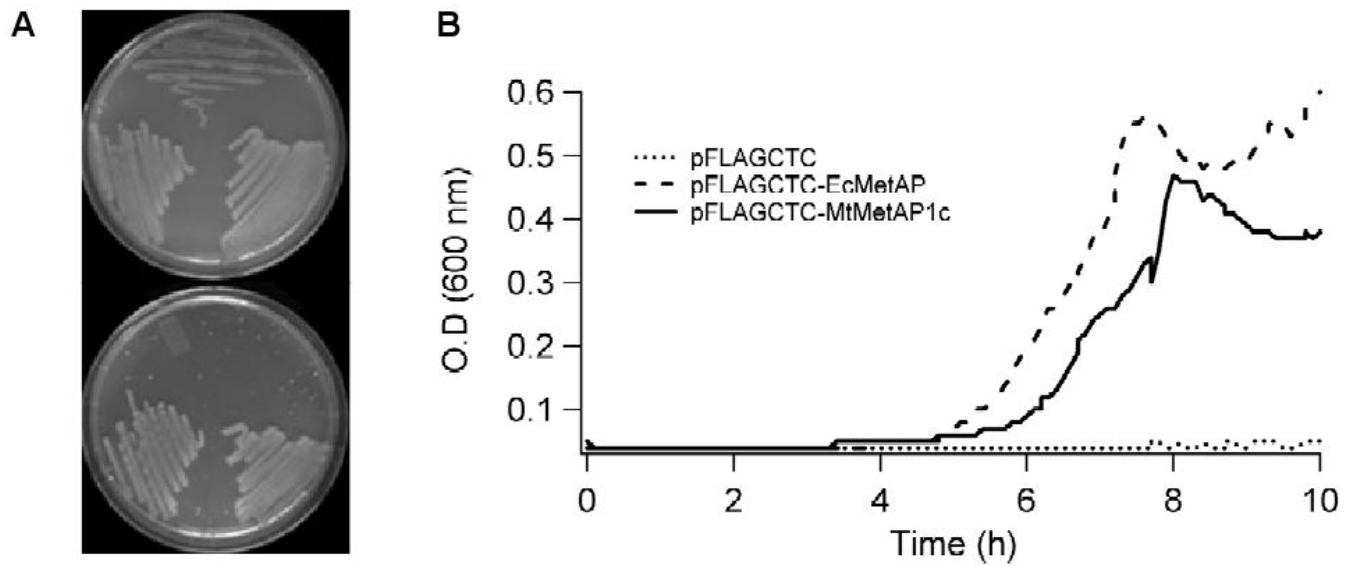 A
B
0.6
0.5
0.4
0.3
0.2
0.1
O.D (600 nm)
pFLAGCTC
pFLAGCTC-EcMetAP
pFLAGCTC-MtMetAP1c
0 2 4 6 8 10
Time (h)